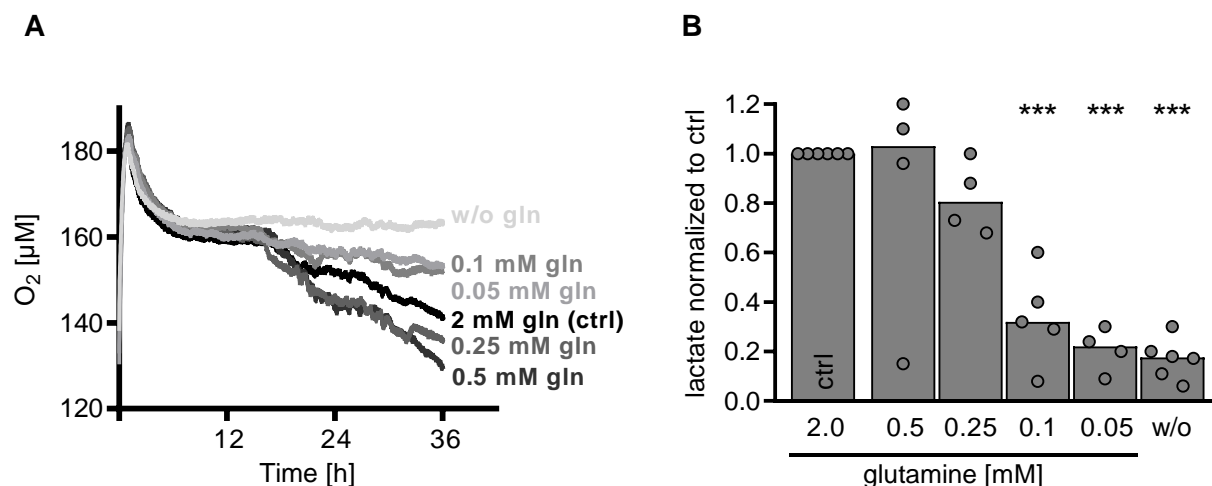 A
O2 [µM]
180
160
140
120
12
24
36
Time [h]
w/o gln
0.1 mM gln
0.05 mM gln
2 mM gln (ctrl)
0.25 mM gln
0.5 mM gln
B
lactate normalized to ctrl
1.2
1.0
0.8
0.6
0.4
0.2
0.0
*** *** ***
ctrl
2.0 0.5 0.25 0.1 0.05 w/o
glutamine [mM]